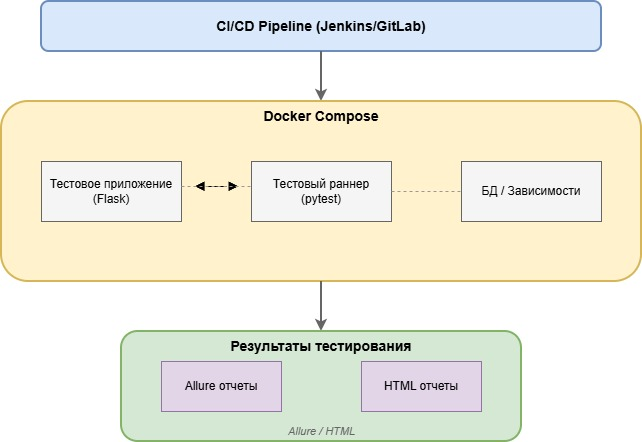 CI/CD Pipeline (Jenkins/GitLab)
Docker Compose
Тестовое приложение
(Flask)
Тестовый раннер
(pytest)
БД / Зависимости
Результаты тестирования
Allure отчеты
HTML отчеты
Allure / HTML